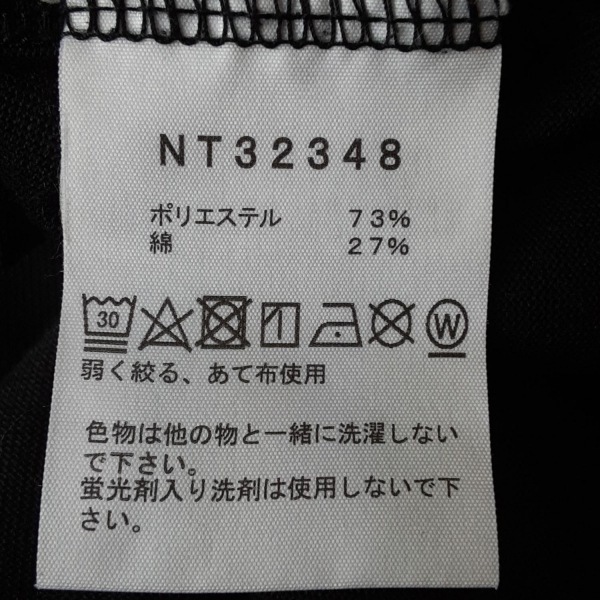 NT32348
ポリエステル 73%
綿 27%
30 W
弱く絞る、あて布使用
色物は他の物と一緒に洗濯しない
で下さい。
蛍光剤入り洗剤は使用しないで下
さい。